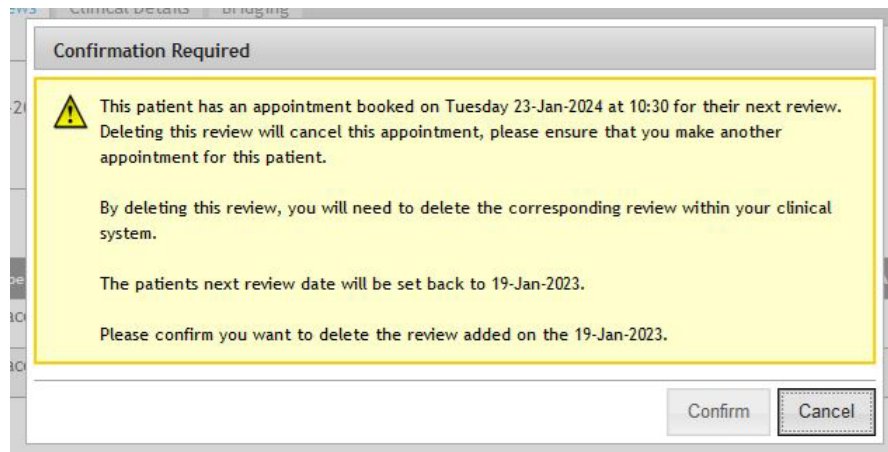 Clinical Details Bridging
Confirmation Required
This patient has an appointment booked on Tuesday 23-Jan-2024 at 10:30 for their next review.
Deleting this review will cancel this appointment, please ensure that you make another
appointment for this patient.
By deleting this review, you will need to delete the corresponding review within your clinical
system.
The patients next review date will be set back to 19-Jan-2023.
Please confirm you want to delete the review added on the 19-Jan-2023.
Confirm Cancel